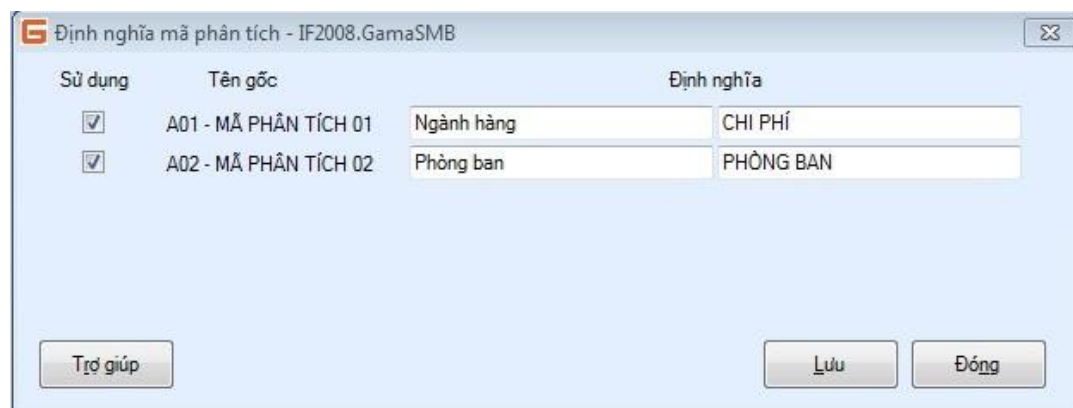 Định nghĩa mã phân tích - IF2008.GamaSMB
Sử dụng Tên gốc Định nghĩa
A01 - MÃ PHÂN TÍCH 01 Ngành hàng CHI PHÍ
A02 - MÃ PHÂN TÍCH 02 Phòng ban PHÒNG BAN
Trợ giúp Lưu Đóng